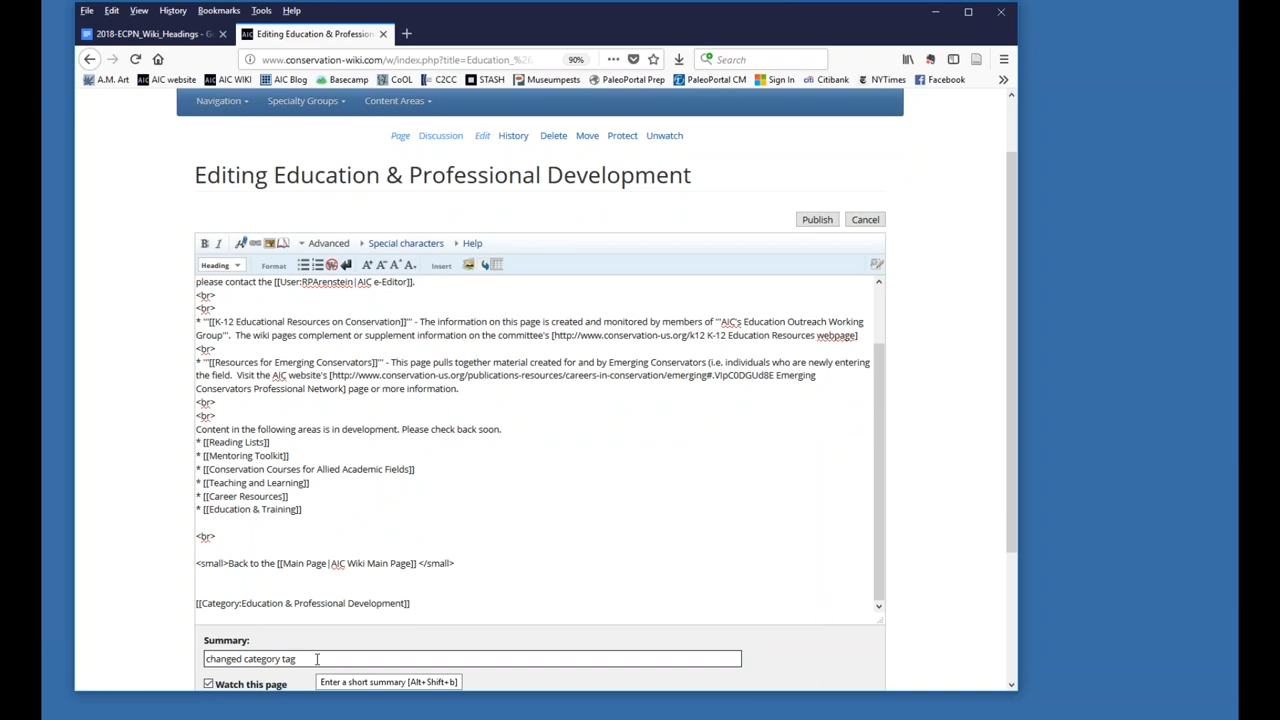 File Edit View History Bookmarks Tools Help
2018-ECPN_Wiki_Headings - G Editing Education & Profession
www.conservation-wiki.com/w/index.php?title=Education_%2 90% Search
A.M. Art AIC website AIC WIKI AIC Blog Basecamp CoOL C2CC STASH Museumpests PaleoPortal Comp PaleoPortal CM Sign In Citibank NYTimes Facebook
Navigation Specialty Groups Content Areas
Page Discussion Edit History Delete Move Protect Unwatch
Editing Education & Professional Development
Publish Cancel
B I Advanced Special characters Help
Heading Format A A A A Insert
please contact the [[User:RPArenstein|AIC e-Editor]].
<br>
<br>
* '''[[K-12 Educational Resources on Conservation]]''' - The information on this page is created and monitored by members of '''AIC's Education Outreach Working
Group'''. The wiki pages complement or supplement information on the committee's [http://www.conservation-us.org/k12 K-12 Education Resources webpage]
<br>
* '''[[Resources for Emerging Conservators]]''' - This page pulls together material created for and by Emerging Conservators (i.e. individuals who are newly entering
the field. Visit the AIC website's [http://www.conservation-us.org/publications-resources/careers-in-conservation/emerging#.VIpC0DGUd8E Emerging
Conservators Professional Network] page or more information.
<br>
<br>
Content in the following areas is in development. Please check back soon.
* [[Reading Lists]]
* [[Mentoring Toolkit]]
* [[Conservation Courses for Allied Academic Fields]]
* [[Teaching and Learning]]
* [[Career Resources]]
* [[Education & Training]]
<br>
<small>Back to the [[Main Page|AIC Wiki Main Page]] </small>
[[Category:Education & Professional Development]]
Summary:
changed category tag
Watch this page Enter a short summary [Alt+Shift+b]